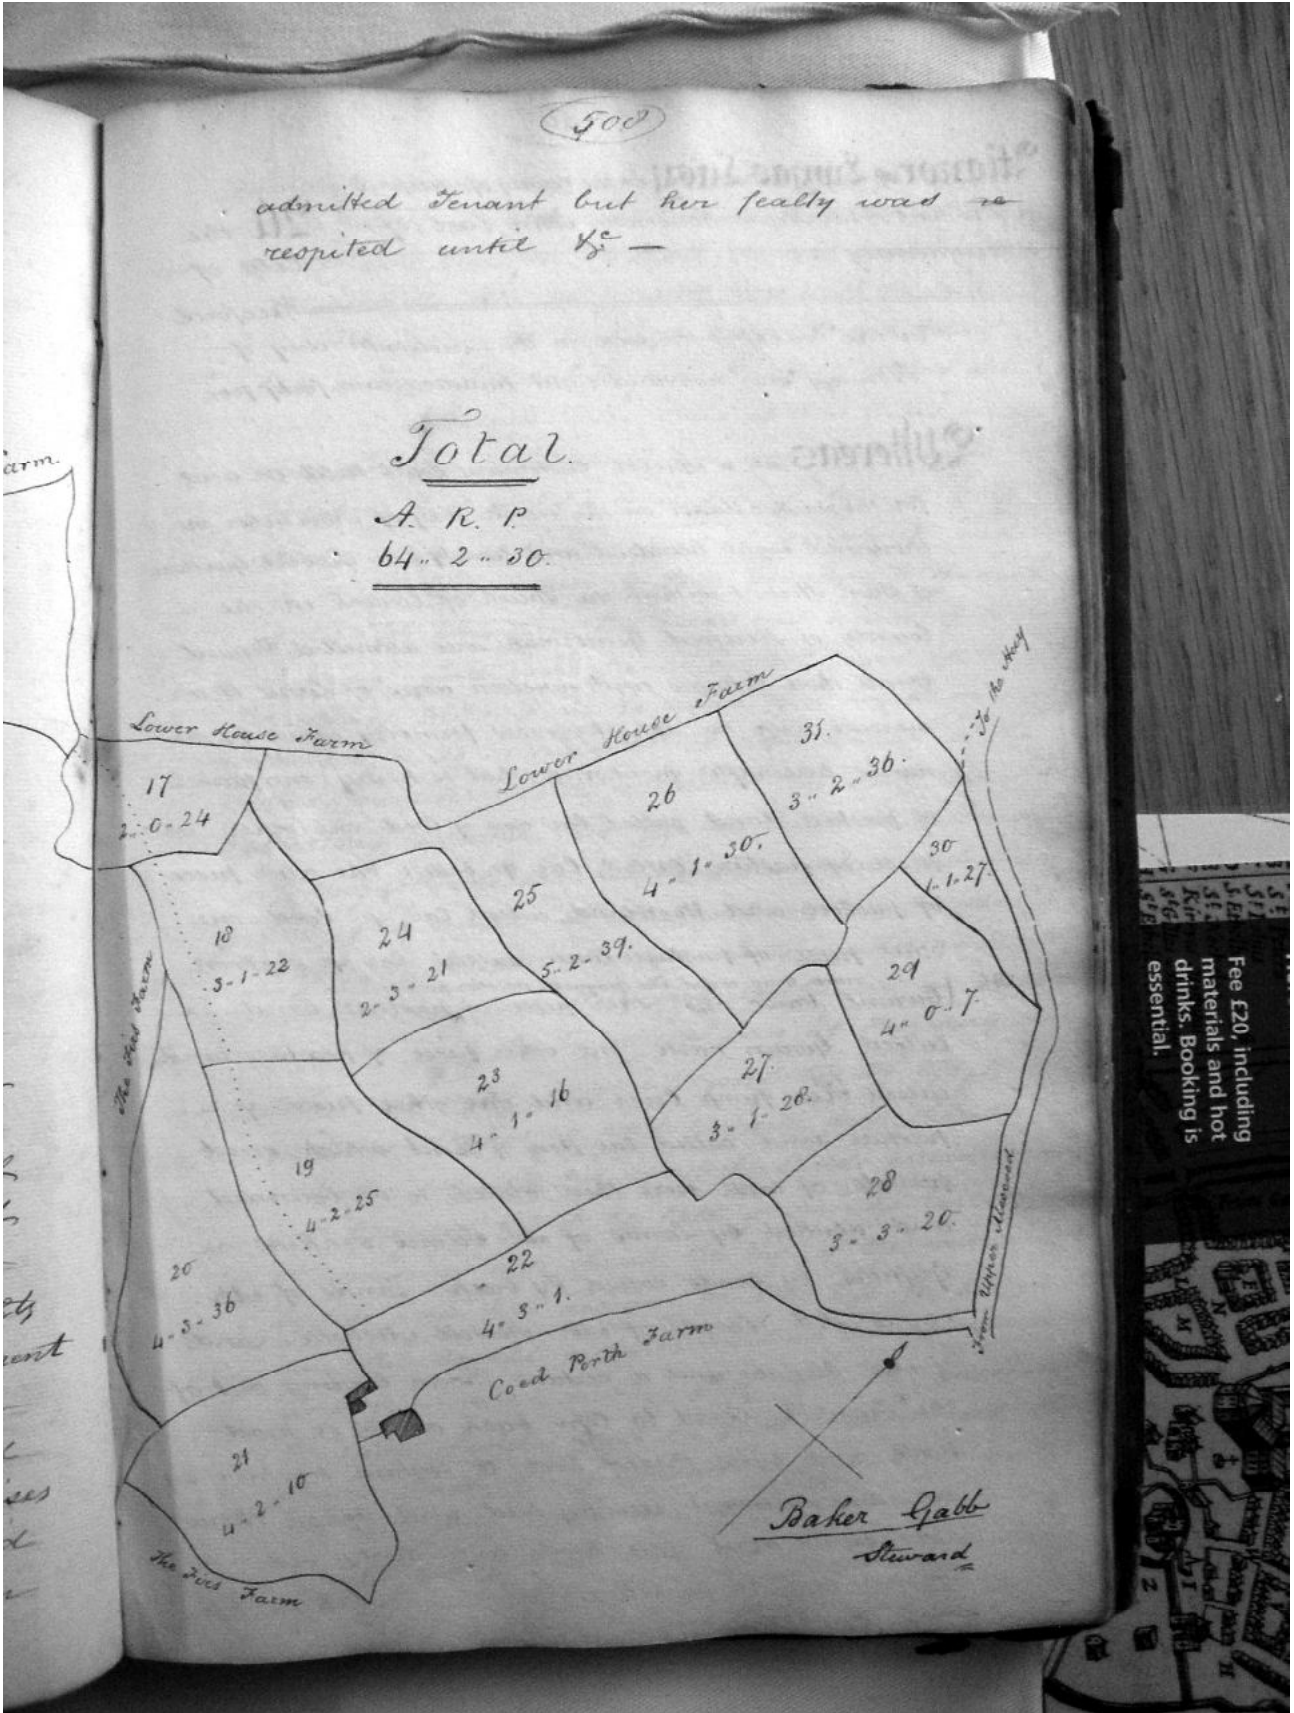 508
admitted Tenant but her fealty was re
respited until &c —
Total.
A. R. P.
64 " 2 " 30.
arm.
To the Hay
Lower House Farm
Lower House Farm
17
2 " 0 " 24
18
3 - 1 - 22
24
2 - 3 - 21
25
5 - 2 - 39.
26
4 " 1 " 30.
31.
3 " 2 " 36.
30
1 - 1 - 27.
29
4 " 0 " 7.
The Firs Farm
23
4 " 1 " 16
27.
3 " 1 " 28.
19
4 - 2 - 25
28
3 " 3 " 20.
20
4 - 3 - 36
22
4 " 3 " 1.
From Upper
Coed Perth Farm
21
4 - 2 - 10
The Firs Farm
Baker Gabb
Steward
Fee £20, including
materials and hot
drinks. Booking is
essential.